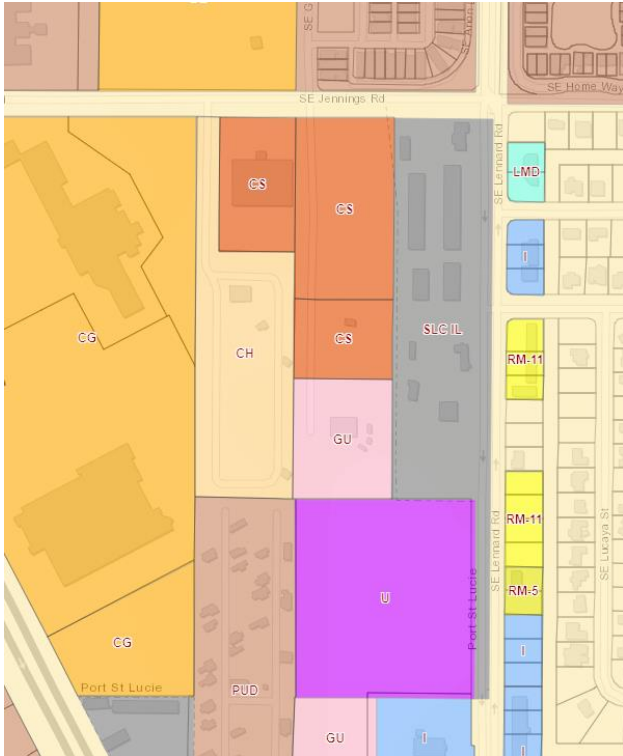 SE Jennings Rd
SE Home Way
SE Lennard Rd
LMD
CS
CS
I
CG
CH
CS
SLC IL
RM-11
GU
RM-11
SE Lennard Rd
SE Lucaya St
U
RM-5
Port St Lucie
CG
I
Port St Lucie
PUD
GU
I
I